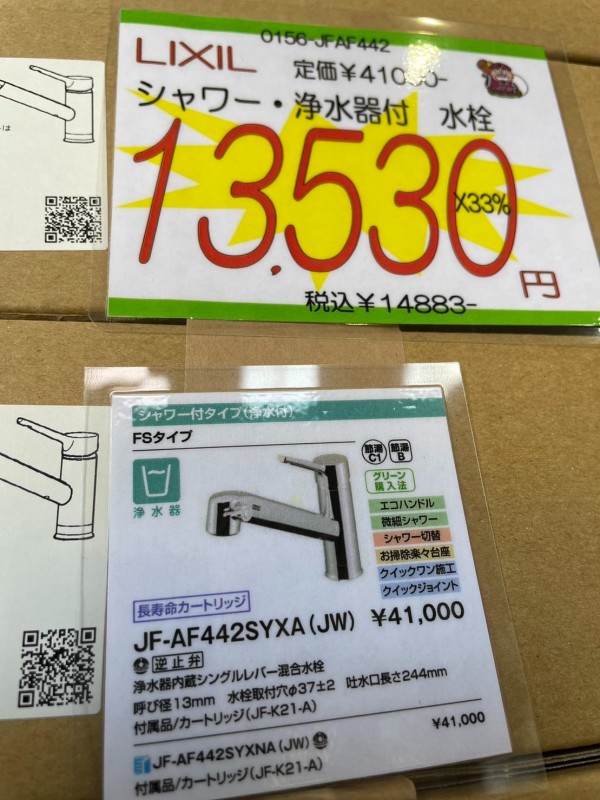 0156-JFAF442
LIXIL
定価¥41000-
シャワー・浄水器付 水栓
13,530
X33%
円
税込¥14883-
は
シャワー付タイプ(浄水付)
FSタイプ
節湯C1 節湯B
グリーン購入法
浄水器
エコハンドル
微細シャワー
シャワー切替
お掃除楽々台座
クイックワン施工
クイックジョイント
長寿命カートリッジ
JF-AF442SYXA(JW) ¥41,000
逆止弁
浄水器内蔵シングルレバー混合水栓
呼び径13mm 水栓取付穴φ37±2 吐水口長さ244mm
付属品/カートリッジ(JF-K21-A)
¥41,000
JF-AF442SYXNA(JW)
付属品/カートリッジ(JF-K21-A)